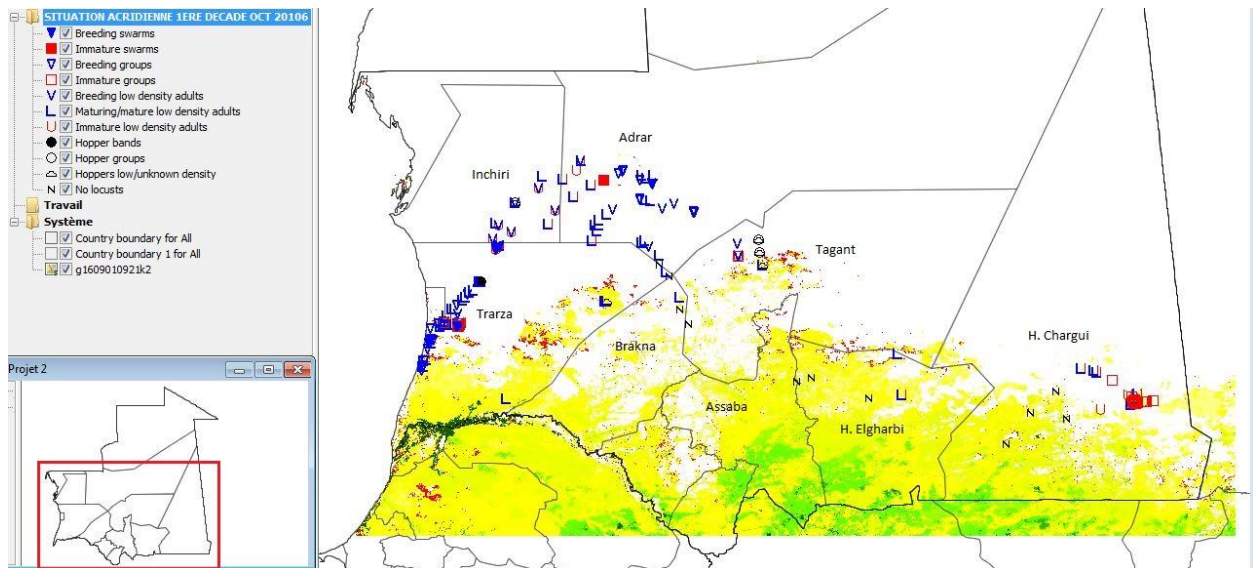 SITUATION ACRIDIENNE 1ERE DECADE OCT 20106
Breeding swarms
Immature swarms
Breeding groups
Immature groups
Breeding low density adults
Maturing/mature low density adults
Immature low density adults
Hopper bands
Hopper groups
Hoppers low/unknown density
N No locusts
Travail
Système
Country boundary for All
Country boundary 1 for All
g1609010921k2
Projet 2
Adrar
Inchiri
Tagant
Trarza
Brakna
H. Chargui
Assaba
H. Elgharbi